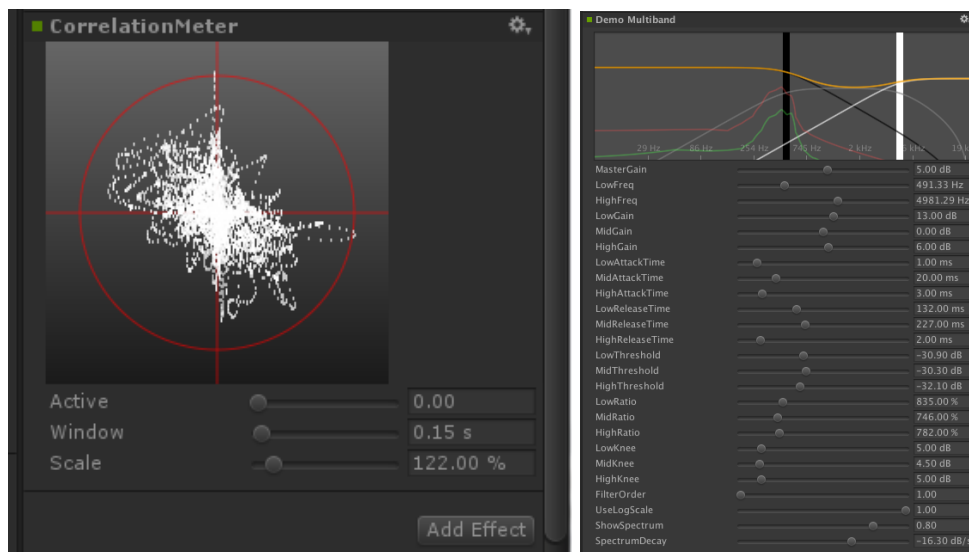 CorrelationMeter
Active 0.00
Window 0.15 s
Scale 122.00 %
Add Effect
Demo Multiband
29 Hz 86 Hz 254 Hz 745 Hz 2 kHz kHz 19 k
MasterGain 5.00 dB
LowFreq 491.33 Hz
HighFreq 4981.29 Hz
LowGain 13.00 dB
MidGain 0.00 dB
HighGain 6.00 dB
LowAttackTime 1.00 ms
MidAttackTime 20.00 ms
HighAttackTime 3.00 ms
LowReleaseTime 132.00 ms
MidReleaseTime 227.00 ms
HighReleaseTime 2.00 ms
LowThreshold -30.90 dB
MidThreshold -30.30 dB
HighThreshold -32.10 dB
LowRatio 835.00 %
MidRatio 746.00 %
HighRatio 782.00 %
LowKnee 5.00 dB
MidKnee 4.50 dB
HighKnee 5.00 dB
FilterOrder 1.00
UseLogScale 1.00
ShowSpectrum 0.80
SpectrumDecay -16.30 dB/s